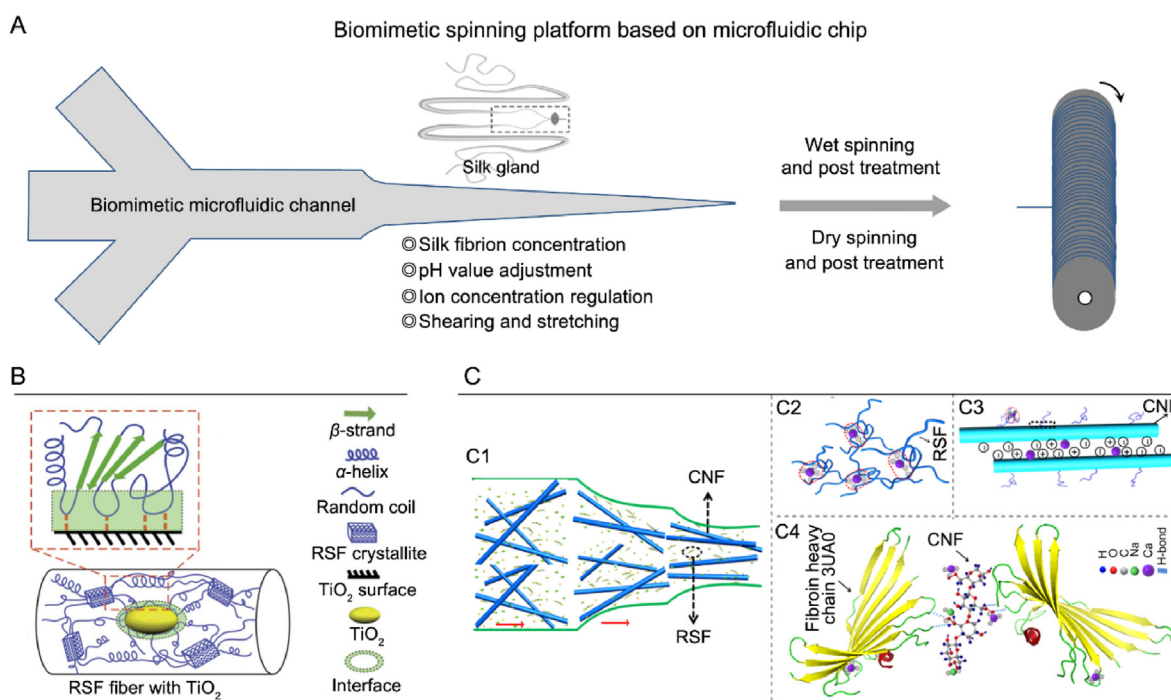 A
Biomimetic spinning platform based on microfluidic chip
Silk gland
Biomimetic microfluidic channel
Silk fibrion concentration
pH value adjustment
Ion concentration regulation
Shearing and stretching
Wet spinning
and post treatment
Dry spinning
and post treatment
B
β-strand
α-helix
Random coil
RSF crystallite
TiO2 surface
TiO2
Interface
RSF fiber with TiO2
C
C1
CNF
RSF
C2
RSF
C3
CNF
C4
Fibroin heavy
chain 3UA0
CNF
H
O
C
Na
Ca
H-bond